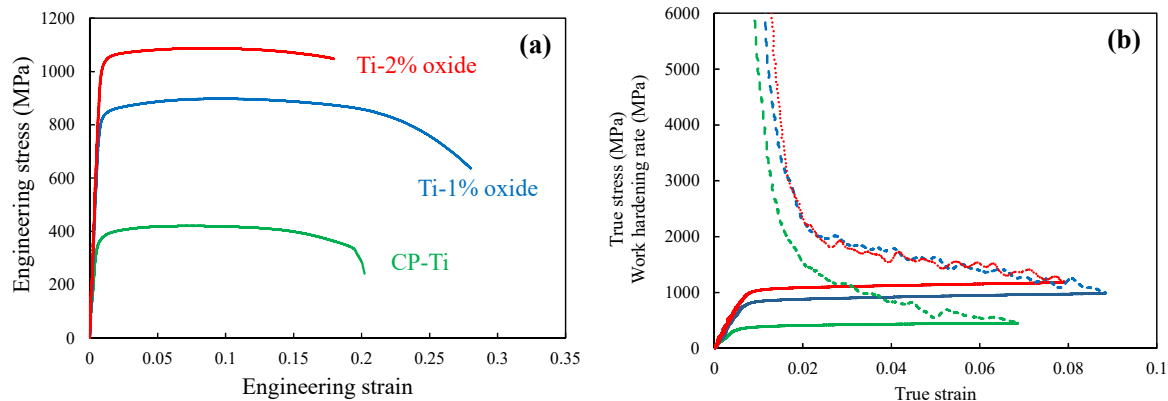 Engineering stress (MPa)
1200
1000
800
600
400
200
0
0
0.05
0.1
0.15
0.2
0.25
0.3
0.35
Engineering strain
(a)
Ti-2% oxide
Ti-1% oxide
CP-Ti
True stress (MPa)
Work hardening rate (MPa)
6000
5000
4000
3000
2000
1000
0
0
0.02
0.04
0.06
0.08
0.1
True strain
(b)